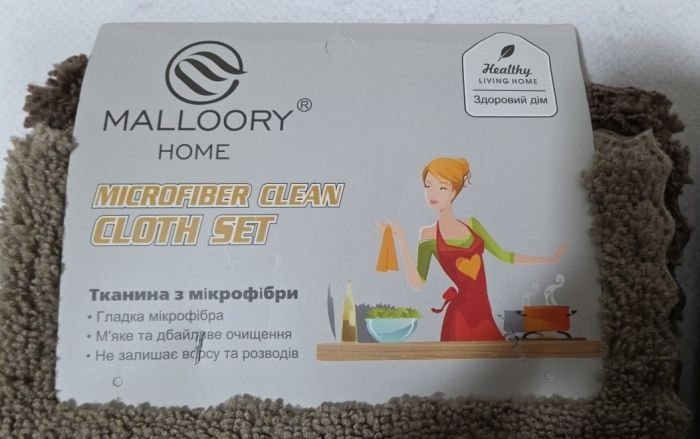 MALLOORY®
HOME
Healthy
LIVING HOME
Здоровий дім
MICROFIBER CLEAN
CLOTH SET
Тканина з мікрофібри
• Гладка мікрофібра
• М'яке та дбайливе очищення
• Не залишає ворсу та розводів